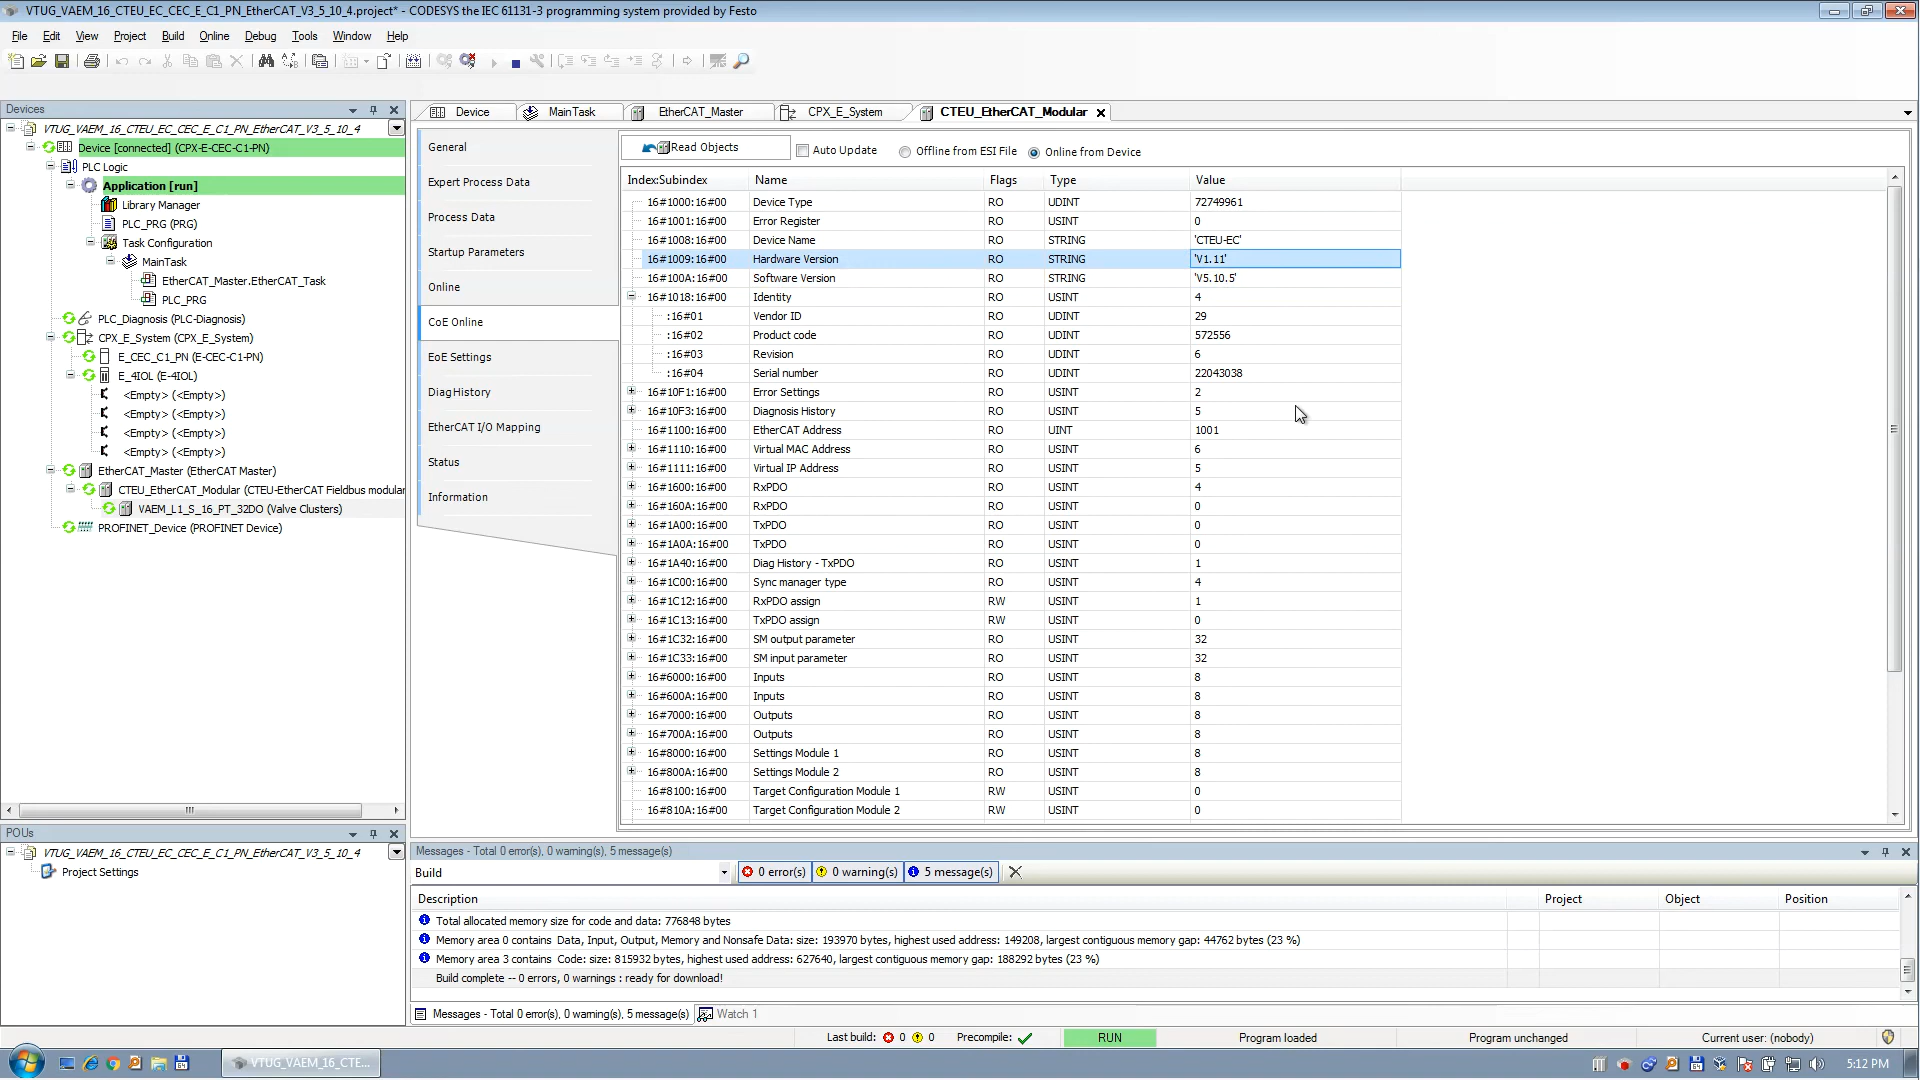 VTUG_VAEM_16_CTEU_EC_CEC_E_C1_PN_EtherCAT_V3_5_10_4.project* - CODESYS the IEC 61131-3 programming system provided by Festo
File Edit View Project Build Online Debug Tools Window Help
Devices
VTUG_VAEM_16_CTEU_EC_CEC_E_C1_PN_EtherCAT_V3_5_10_4
Device [connected] (CPX-E-CEC-C1-PN)
PLC Logic
Application [run]
Library Manager
PLC_PRG (PRG)
Task Configuration
MainTask
EtherCAT_Master.EtherCAT_Task
PLC_PRG
PLC_Diagnosis (PLC-Diagnosis)
CPX_E_System (CPX_E_System)
E_CEC_C1_PN (E-CEC-C1-PN)
E_4IOL (E-4IOL)
<Empty> (<Empty>)
<Empty> (<Empty>)
<Empty> (<Empty>)
<Empty> (<Empty>)
EtherCAT_Master (EtherCAT Master)
CTEU_EtherCAT_Modular (CTEU-EtherCAT Fieldbus modular
VAEM_L1_S_16_PT_32DO (Valve Clusters)
PROFINET_Device (PROFINET Device)
POUs
VTUG_VAEM_16_CTEU_EC_CEC_E_C1_PN_EtherCAT_V3_5_10_4
Project Settings
Device MainTask EtherCAT_Master CPX_E_System CTEU_EtherCAT_Modular
General
Expert Process Data
Process Data
Startup Parameters
Online
CoE Online
EoE Settings
Diag History
EtherCAT I/O Mapping
Status
Information
Read Objects Auto Update Offline from ESI File Online from Device
Index:Subindex Name Flags Type Value
16#1000:16#00 Device Type RO UDINT 72749961
16#1001:16#00 Error Register RO USINT 0
16#1008:16#00 Device Name RO STRING 'CTEU-EC'
16#1009:16#00 Hardware Version RO STRING 'V1.11'
16#100A:16#00 Software Version RO STRING 'V5.10.5'
16#1018:16#00 Identity RO USINT 4
:16#01 Vendor ID RO UDINT 29
:16#02 Product code RO UDINT 572556
:16#03 Revision RO UDINT 6
:16#04 Serial number RO UDINT 22043038
16#10F1:16#00 Error Settings RO USINT 2
16#10F3:16#00 Diagnosis History RO USINT 5
16#1100:16#00 EtherCAT Address RO UINT 1001
16#1110:16#00 Virtual MAC Address RO USINT 6
16#1111:16#00 Virtual IP Address RO USINT 5
16#1600:16#00 RxPDO RO USINT 4
16#160A:16#00 RxPDO RO USINT 0
16#1A00:16#00 TxPDO RO USINT 0
16#1A0A:16#00 TxPDO RO USINT 0
16#1A40:16#00 Diag History - TxPDO RO USINT 1
16#1C00:16#00 Sync manager type RO USINT 4
16#1C12:16#00 RxPDO assign RW USINT 1
16#1C13:16#00 TxPDO assign RW USINT 0
16#1C32:16#00 SM output parameter RO USINT 32
16#1C33:16#00 SM input parameter RO USINT 32
16#6000:16#00 Inputs RO USINT 8
16#600A:16#00 Inputs RO USINT 8
16#7000:16#00 Outputs RO USINT 8
16#700A:16#00 Outputs RO USINT 8
16#8000:16#00 Settings Module 1 RO USINT 8
16#800A:16#00 Settings Module 2 RO USINT 8
16#8100:16#00 Target Configuration Module 1 RW USINT 0
16#810A:16#00 Target Configuration Module 2 RW USINT 0
Messages - Total 0 error(s), 0 warning(s), 5 message(s)
Build 0 error(s) 0 warning(s) 5 message(s)
Description Project Object Position
Total allocated memory size for code and data: 776848 bytes
Memory area 0 contains Data, Input, Output, Memory and Nonsafe Data: size: 193970 bytes, highest used address: 149208, largest contiguous memory gap: 44762 bytes (23 %)
Memory area 3 contains Code: size: 815932 bytes, highest used address: 627640, largest contiguous memory gap: 188292 bytes (23 %)
Build complete -- 0 errors, 0 warnings : ready for download!
Messages - Total 0 error(s), 0 warning(s), 5 message(s) Watch 1
Last build: 0 0 Precompile: RUN Program loaded Program unchanged Current user: (nobody)
VTUG_VAEM_16_CTE... 5:12 PM